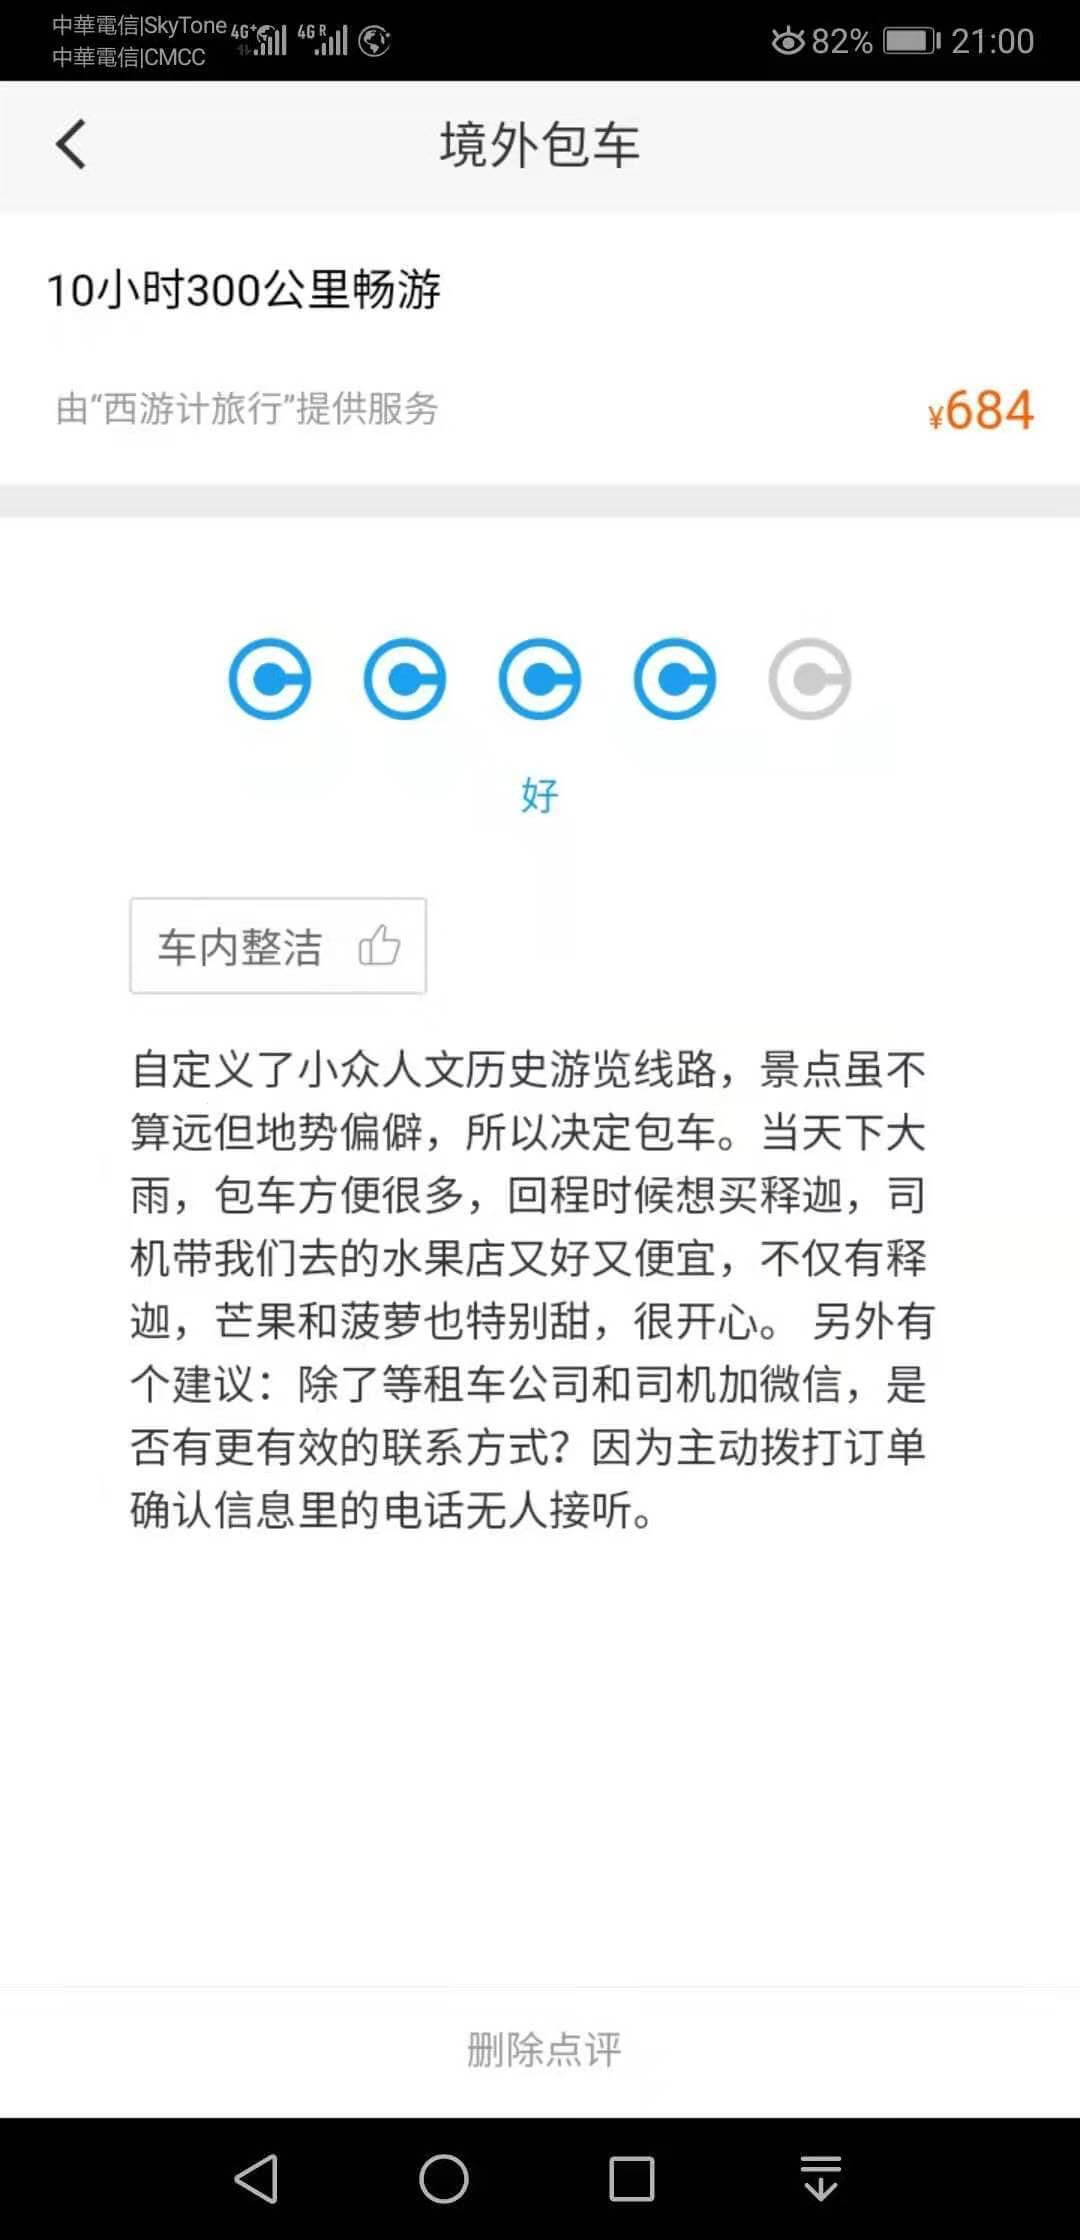 中華電信|SkyTone 4G+ 4G R 82% 21:00
中華電信|CMCC
境外包车
10小时300公里畅游
由“西游计旅行”提供服务 ¥684
好
车内整洁
自定义了小众人文历史游览线路，景点虽不
算远但地势偏僻，所以决定包车。当天下大
雨，包车方便很多，回程时候想买释迦，司
机带我们去的水果店又好又便宜，不仅有释
迦，芒果和菠萝也特别甜，很开心。 另外有
个建议：除了等租车公司和司机加微信，是
否有更有效的联系方式？因为主动拨打订单
确认信息里的电话无人接听。
删除点评